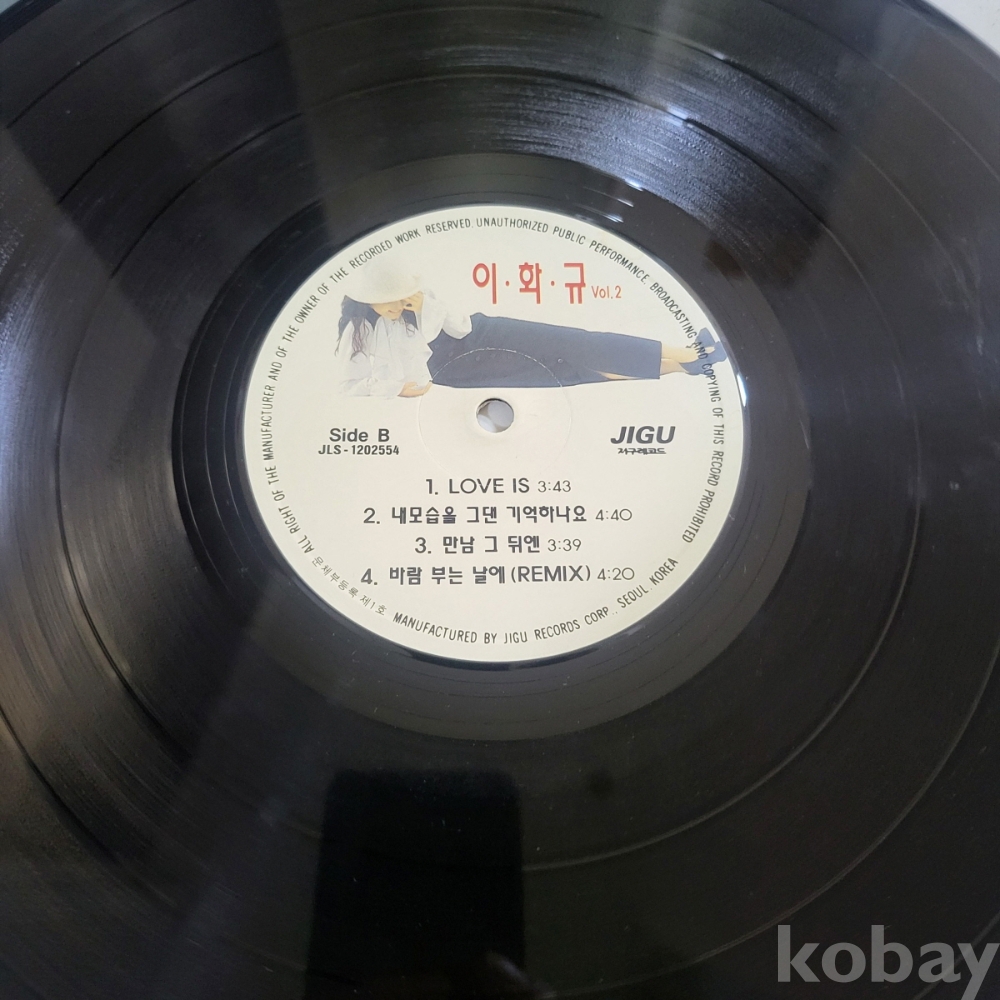 ALL RIGHT OF THE MANUFACTURER AND OF THE OWNER OF THE RECORDED WORK RESERVED. UNAUTHORIZED PUBLIC PERFORMANCE. BROADCASTING AND COPYING OF THIS RECORD PROHIBITED
이·화·규 Vol.2
Side B
JLS-1202554
JIGU
지구레코드
1. LOVE IS 3:43
2. 내모습을 그댄 기억하나요 4:40
3. 만남 그 뒤엔 3:39
4. 바람 부는 날에(REMIX) 4:20
문체부등록 제1호 MANUFACTURED BY JIGU RECORDS CORP., SEOUL. KOREA
kobay